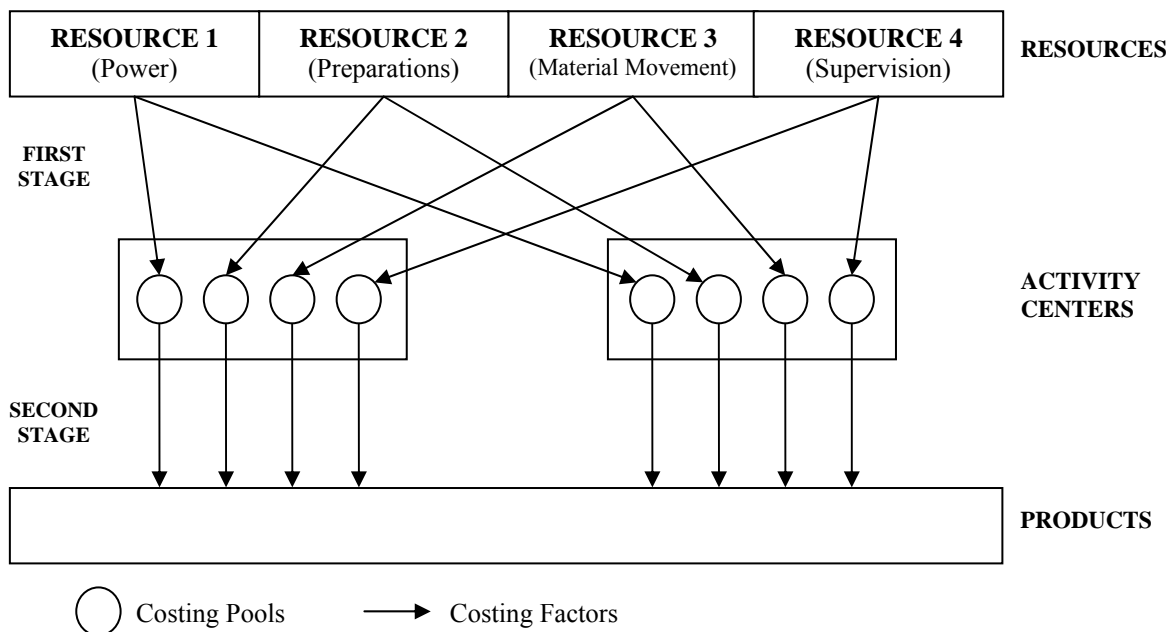 RESOURCE 1
(Power)
RESOURCE 2
(Preparations)
RESOURCE 3
(Material Movement)
RESOURCE 4
(Supervision)
RESOURCES
FIRST
STAGE
ACTIVITY
CENTERS
SECOND
STAGE
PRODUCTS
Costing Pools
Costing Factors